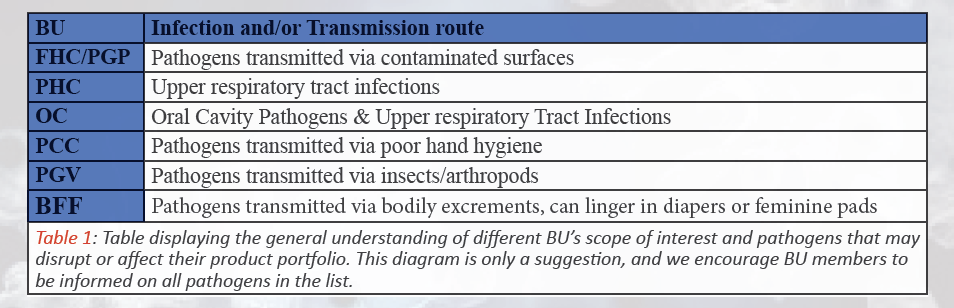 BU Infection and/or Transmission route
FHC/PGP Pathogens transmitted via contaminated surfaces
PHC Upper respiratory tract infections
OC Oral Cavity Pathogens & Upper respiratory Tract Infections
PCC Pathogens transmitted via poor hand hygiene
PGV Pathogens transmitted via insects/arthropods
BFF Pathogens transmitted via bodily excrements, can linger in diapers or feminine pads
Table 1: Table displaying the general understanding of different BU’s scope of interest and pathogens that may
disrupt or affect their product portfolio. This diagram is only a suggestion, and we encourage BU members to
be informed on all pathogens in the list.